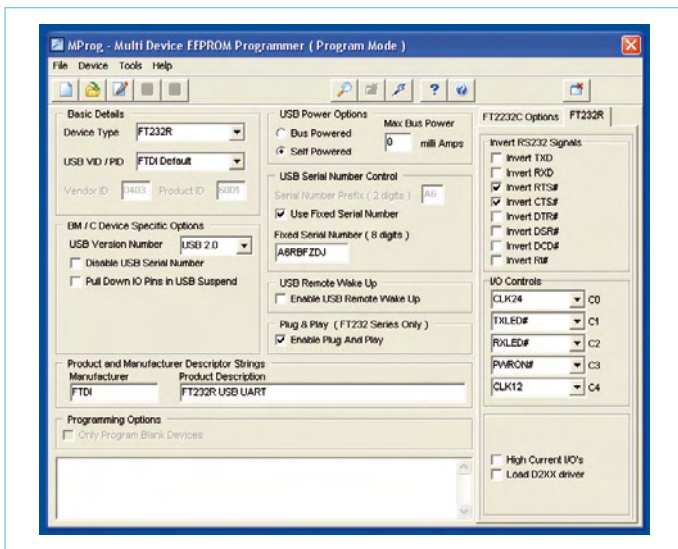 MProg - Multi Device EEPROM Programmer ( Program Mode )
File Device Tools Help
Basic Details
Device Type FT232R
USB VID / PID FTDI Default
Vendor ID 0403 Product ID 6001
BM / C Device Specific Options
USB Version Number USB 2.0
Disable USB Serial Number
Pull Down IO Pins in USB Suspend
USB Power Options
Bus Powered
Self Powered
Max Bus Power
0 milli Amps
USB Serial Number Control
Serial Number Prefix ( 2 digits ) A6
Use Fixed Serial Number
Fixed Serial Number ( 8 digits )
A6RBFZDJ
USB Remote Wake Up
Enable USB Remote Wake Up
Plug & Play ( FT232 Series Only )
Enable Plug And Play
Product and Manufacturer Descriptor Strings
Manufacturer Product Description
FTDI FT232R USB UART
Programming Options
Only Program Blank Devices
FT2232C Options FT232R
Invert RS232 Signals
Invert TXD
Invert RXD
Invert RTS#
Invert CTS#
Invert DTR#
Invert DSR#
Invert DCD#
Invert RI#
I/O Controls
CLK24 C0
TXLED# C1
RXLED# C2
PWRON# C3
CLK12 C4
High Current I/O's
Load D2XX driver